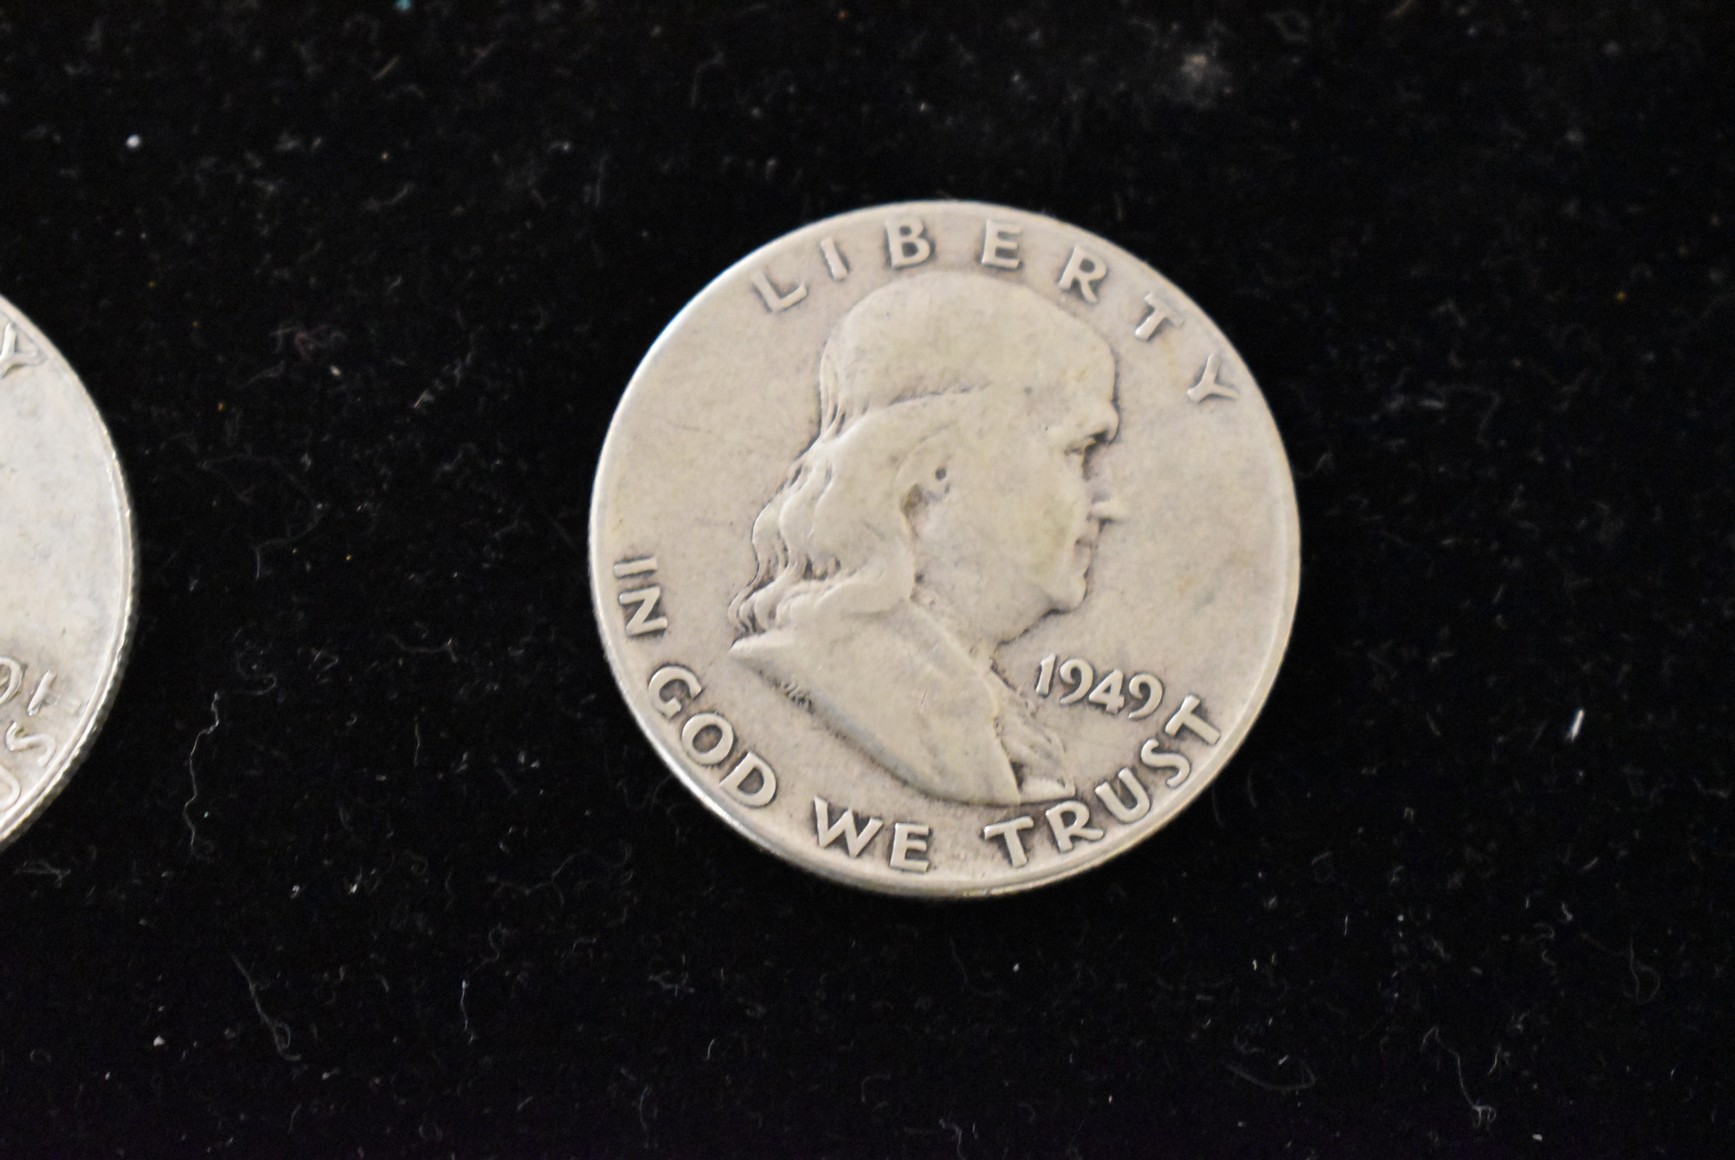 LIBERTY
1949
IN GOD WE TRUST
Y